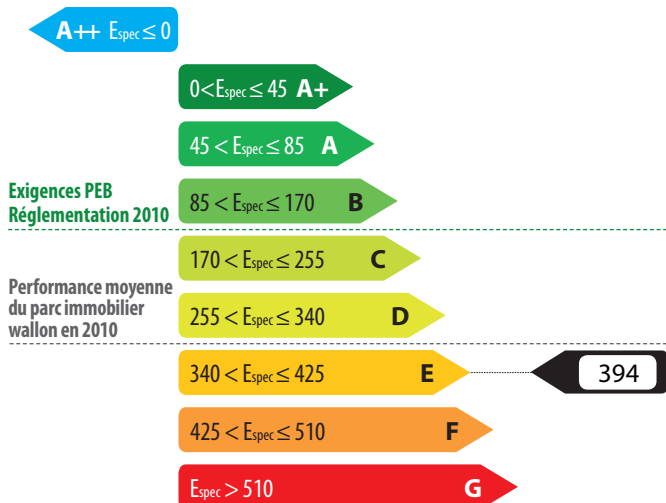 A++ Espec ≤ 0
0<Espec ≤ 45 A+
45 < Espec ≤ 85 A
Exigences PEB
Réglementation 2010
85 < Espec ≤ 170 B
170 < Espec ≤ 255 C
Performance moyenne
du parc immobilier
wallon en 2010
255 < Espec ≤ 340 D
340 < Espec ≤ 425 E 394
425 < Espec ≤ 510 F
Espec > 510 G